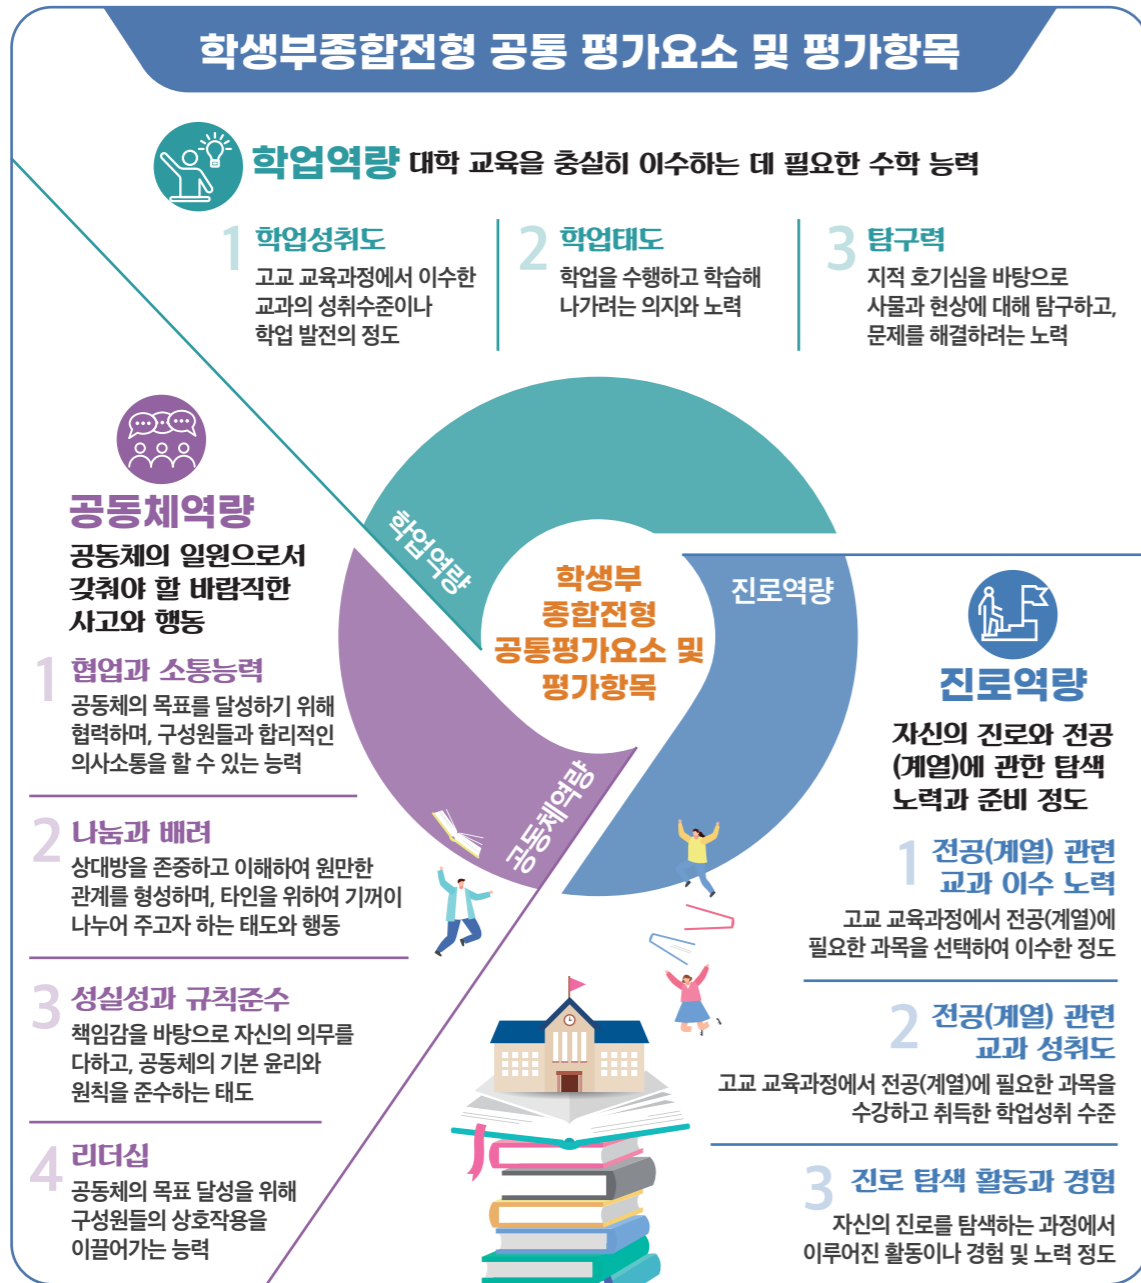 학생부종합전형 공통 평가요소 및 평가항목
학업역량 대학 교육을 충실히 이수하는 데 필요한 수학 능력
1 학업성취도
고교 교육과정에서 이수한
교과의 성취수준이나
학업 발전의 정도
2 학업태도
학업을 수행하고 학습해
나가려는 의지와 노력
3 탐구력
지적 호기심을 바탕으로
사물과 현상에 대해 탐구하고,
문제를 해결하려는 노력
공동체역량
공동체의 일원으로서
갖춰야 할 바람직한
사고와 행동
1 협업과 소통능력
공동체의 목표를 달성하기 위해
협력하며, 구성원들과 합리적인
의사소통을 할 수 있는 능력
2 나눔과 배려
상대방을 존중하고 이해하여 원만한
관계를 형성하며, 타인을 위하여 기꺼이
나누어 주고자 하는 태도와 행동
3 성실성과 규칙준수
책임감을 바탕으로 자신의 의무를
다하고, 공동체의 기본 윤리와
원칙을 준수하는 태도
4 리더십
공동체의 목표 달성을 위해
구성원들의 상호작용을
이끌어가는 능력
학업역량
진로역량
공동체역량
학생부
종합전형
공통평가요소 및
평가항목
진로역량
자신의 진로와 전공
(계열)에 관한 탐색
노력과 준비 정도
1 전공(계열) 관련
교과 이수 노력
고교 교육과정에서 전공(계열)에
필요한 과목을 선택하여 이수한 정도
2 전공(계열) 관련
교과 성취도
고교 교육과정에서 전공(계열)에 필요한 과목을
수강하고 취득한 학업성취 수준
3 진로 탐색 활동과 경험
자신의 진로를 탐색하는 과정에서
이루어진 활동이나 경험 및 노력 정도